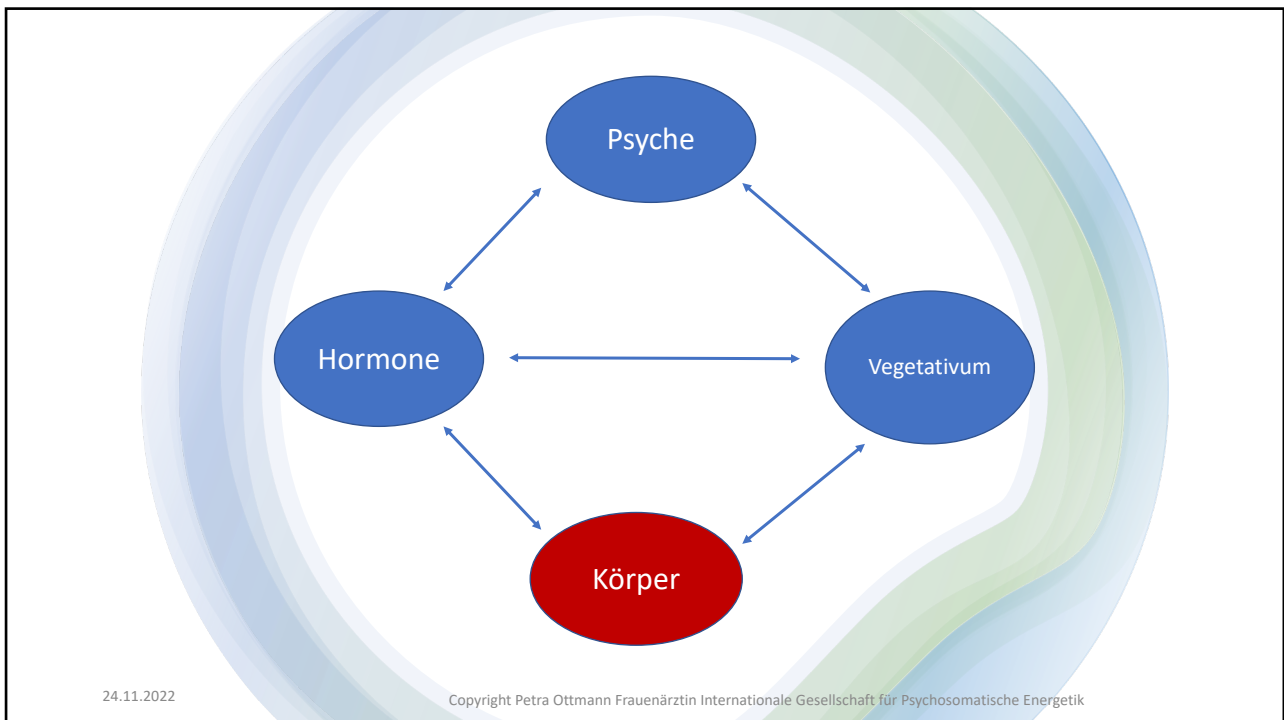 Psyche
Hormone
Vegetativum
Körper
24.11.2022
Copyright Petra Ottmann Frauenärztin Internationale Gesellschaft für Psychosomatische Energetik